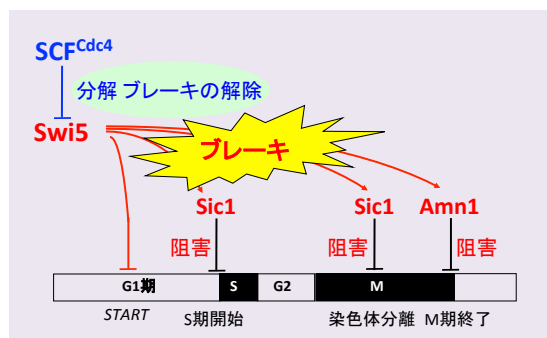 SCFCdc4
分解 ブレーキの解除
Swi5
ブレーキ
Sic1 Sic1 Amn1
阻害 阻害 阻害
G1期 S G2 M
START S期開始 染色体分離 M期終了